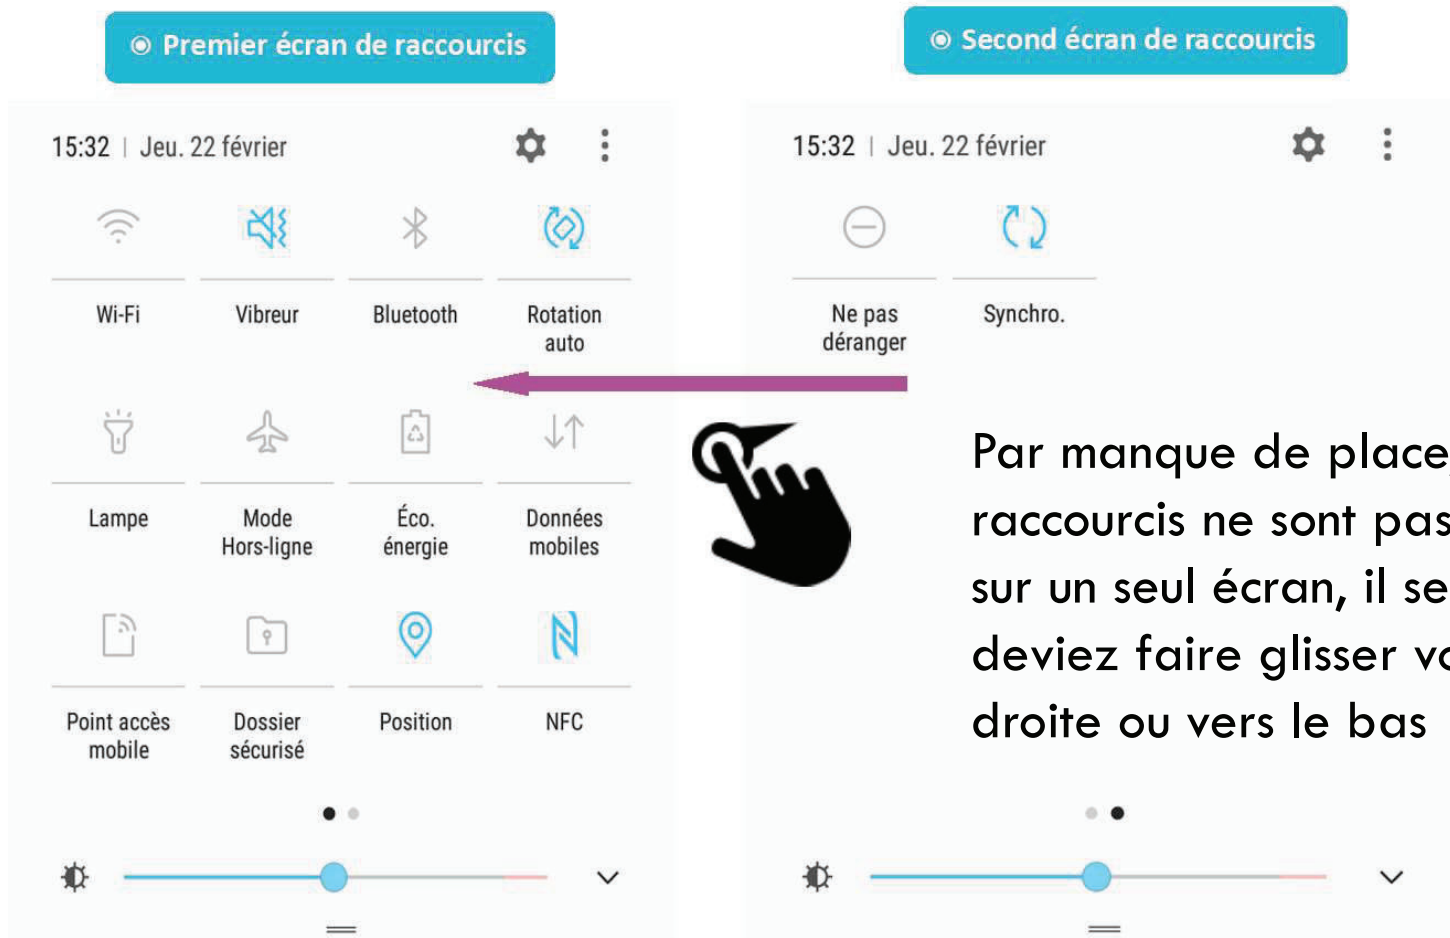 Premier écran de raccourcis
Second écran de raccourcis
15:32 | Jeu. 22 février
Wi-Fi
Vibreur
Bluetooth
Rotation
auto
Lampe
Mode
Hors-ligne
Éco.
énergie
Données
mobiles
Point accès
mobile
Dossier
sécurisé
Position
NFC
15:32 | Jeu. 22 février
Ne pas
déranger
Synchro.
Par manque de place,
raccourcis ne sont pas
sur un seul écran, il se
deviez faire glisser
droite ou vers le bas